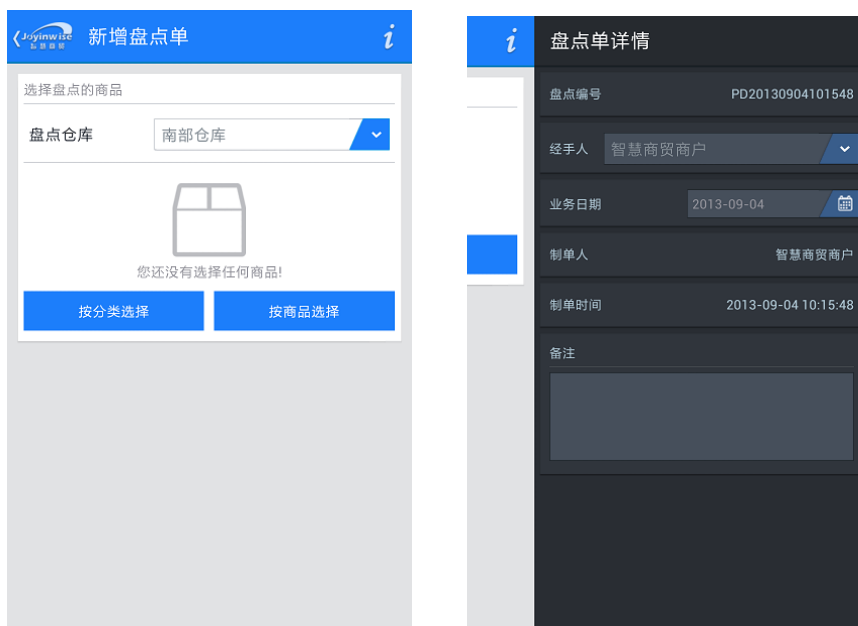 Joyinwise
智慧商贸
新增盘点单
i
选择盘点的商品
盘点仓库
南部仓库
您还没有选择任何商品!
按分类选择
按商品选择
i
盘点单详情
盘点编号
PD20130904101548
经手人
智慧商贸商户
业务日期
2013-09-04
制单人
智慧商贸商户
制单时间
2013-09-04 10:15:48
备注